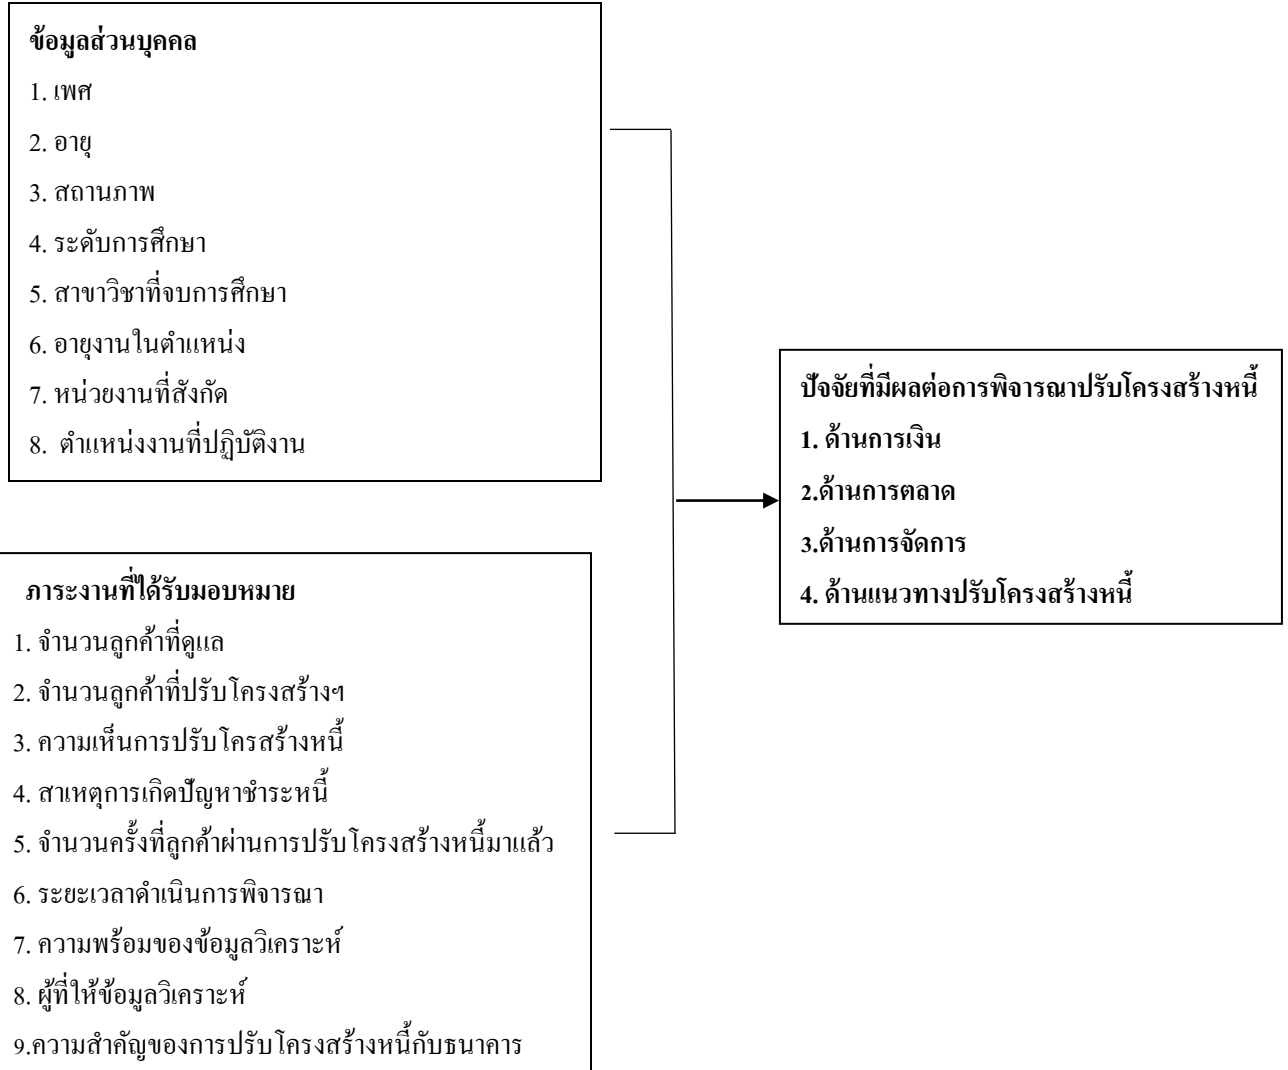 ข้อมูลส่วนบุคคล
1. เพศ
2. อายุ
3. สถานภาพ
4. ระดับการศึกษา
5. สาขาวิชาที่จบการศึกษา
6. อายุงานในตำแหน่ง
7. หน่วยงานที่สังกัด
8. ตำแหน่งงานที่ปฏิบัติงาน
ภาระงานที่ได้รับมอบหมาย
1. จำนวนลูกค้าที่ดูแล
2. จำนวนลูกค้าที่ปรับโครงสร้างฯ
3. ความเห็นการปรับโครสร้างหนี้
4. สาเหตุการเกิดปัญหาชำระหนี้
5. จำนวนครั้งที่ลูกค้าผ่านการปรับโครงสร้างหนี้มาแล้ว
6. ระยะเวลาดำเนินการพิจารณา
7. ความพร้อมของข้อมูลวิเคราะห์
8. ผู้ที่ให้ข้อมูลวิเคราะห์
9.ความสำคัญของการปรับโครงสร้างหนี้กับธนาคาร
ปัจจัยที่มีผลต่อการพิจารณาปรับโครงสร้างหนี้
1. ด้านการเงิน
2.ด้านการตลาด
3.ด้านการจัดการ
4. ด้านแนวทางปรับโครงสร้างหนี้